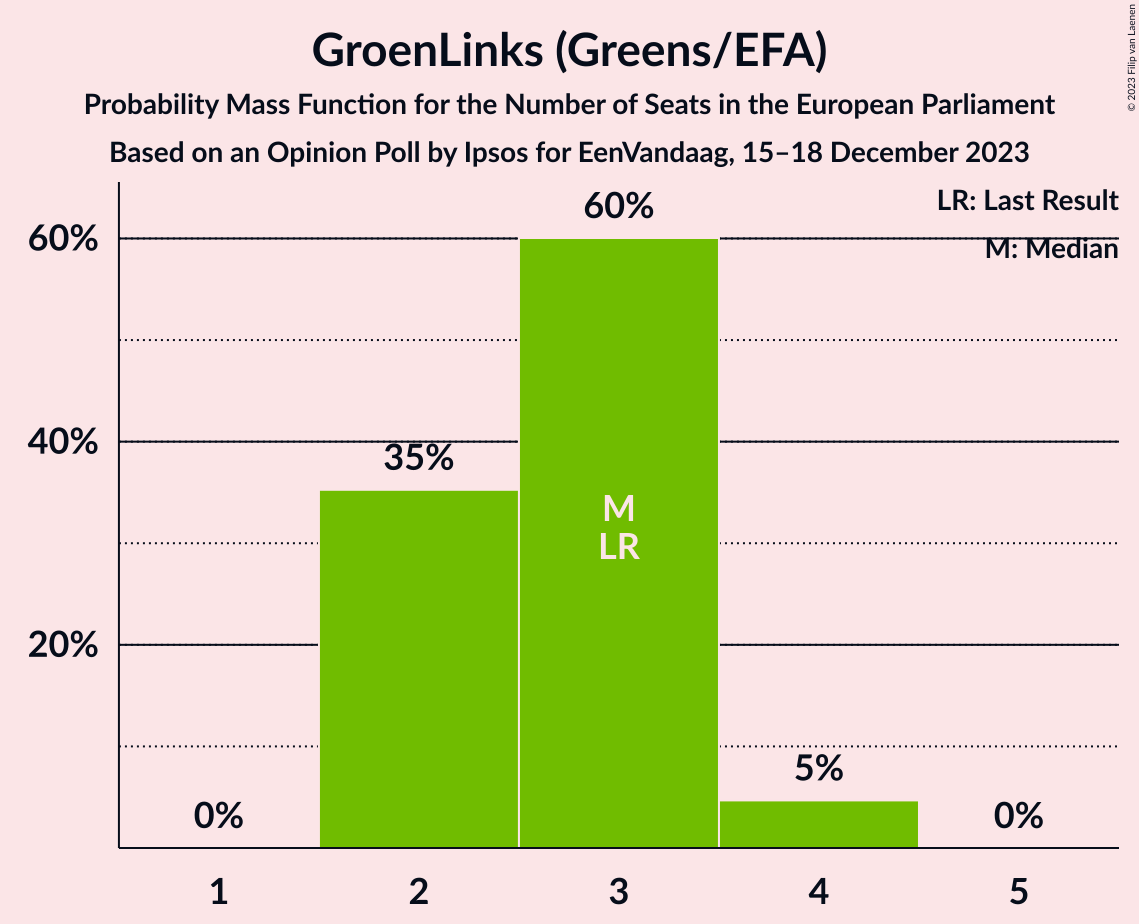 GroenLinks (Greens/EFA)
Probability Mass Function for the Number of Seats in the European Parliament
Based on an Opinion Poll by Ipsos for EenVandaag, 15–18 December 2023
© 2023 Filip van Laenen
LR: Last Result
M: Median
60%
40%
20%
0%
35%
60%
M
LR
5%
0%
1
2
3
4
5